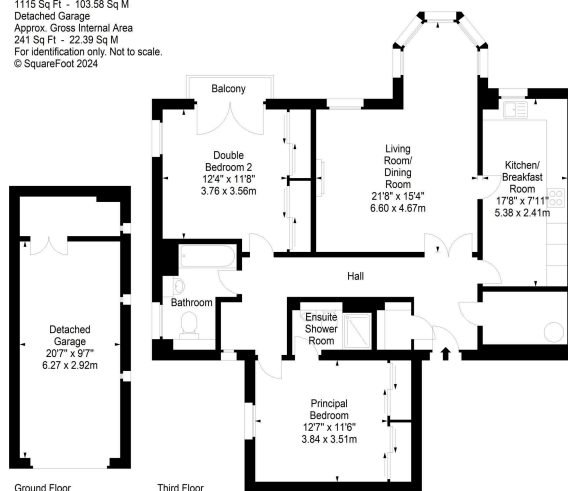 1115 Sq Ft - 103.58 Sq M
Detached Garage
Approx. Gross Internal Area
241 Sq Ft - 22.39 Sq M
For identification only. Not to scale.
© SquareFoot 2024
Balcony
Double
Bedroom 2
12'4" x 11'8"
3.76 x 3.56m
Living
Room/
Dining
Room
21'8" x 15'4"
6.60 x 4.67m
Kitchen/
Breakfast
Room
17'8" x 7'11"
5.38 x 2.41m
Hall
Bathroom
Ensuite
Shower
Room
Detached
Garage
20'7" x 9'7"
6.27 x 2.92m
Principal
Bedroom
12'7" x 11'6"
3.84 x 3.51m
Ground Floor
Third Floor